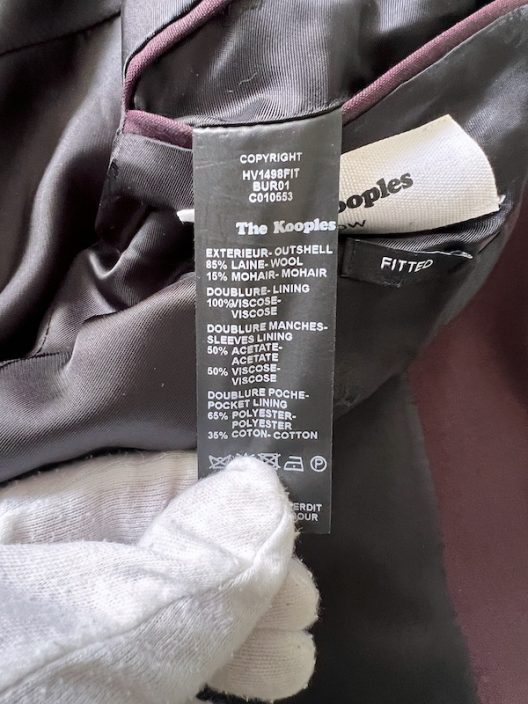 COPYRIGHT
HV1498FIT
BUR01
C010553
The Kooples
EXTERIEUR-OUTSHELL
85% LAINE-WOOL
15% MOHAIR-MOHAIR
DOUBLURE-LINING
100%VISCOSE-
VISCOSE
DOUBLURE MANCHES-
SLEEVES LINING
50% ACETATE-
ACETATE
50% VISCOSE-
VISCOSE
DOUBLURE POCHE-
POCKET LINING
65% POLYESTER-
POLYESTER
35% COTON-COTTON
ooples
OW
FITTED